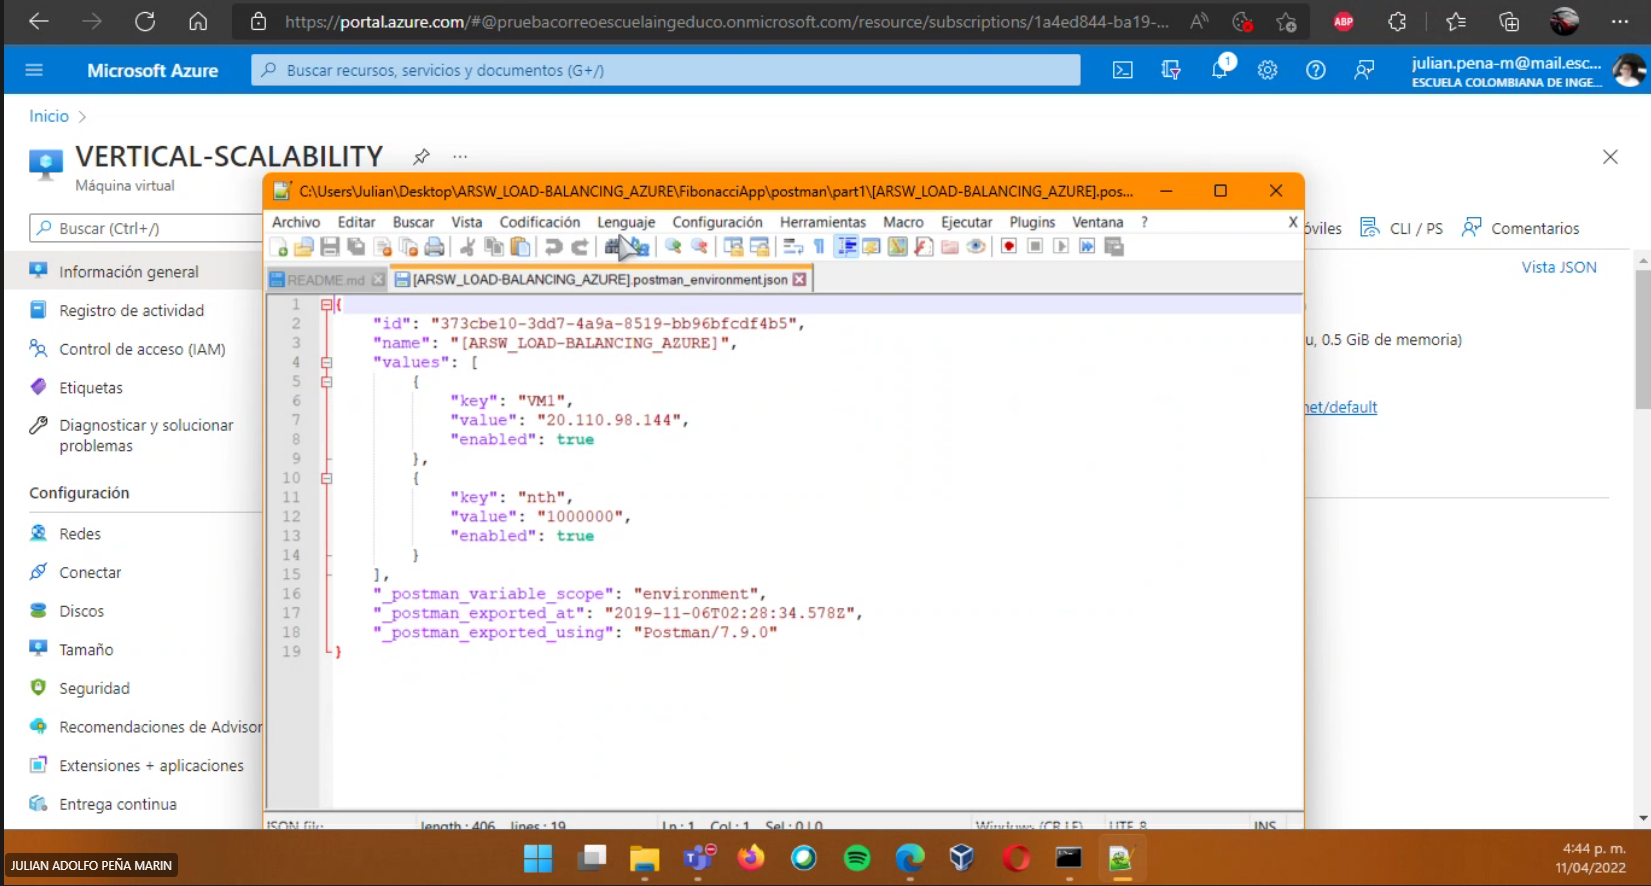 https://portal.azure.com/#@pruebacorreoescuelaingeduco.onmicrosoft.com/resource/subscriptions/1a4ed844-ba19-...
ABP
Microsoft Azure
Buscar recursos, servicios y documentos (G+/)
1
julian.pena-m@mail.esc...
ESCUELA COLOMBIANA DE INGE...
Inicio >
VERTICAL-SCALABILITY
Máquina virtual
C:\Users\Julian\Desktop\ARSW_LOAD-BALANCING_AZURE\FibonacciApp\postman\part1\[ARSW_LOAD-BALANCING_AZURE].pos...
Archivo Editar Buscar Vista Codificación Lenguaje Configuración Herramientas Macro Ejecutar Plugins Ventana ? X
README.md
[ARSW_LOAD-BALANCING_AZURE].postman_environment.json
1 {
2 "id": "373cbe10-3dd7-4a9a-8519-bb96bfcdf4b5",
3 "name": "[ARSW_LOAD-BALANCING_AZURE]",
4 "values": [
5 {
6 "key": "VM1",
7 "value": "20.110.98.144",
8 "enabled": true
9 },
10 {
11 "key": "nth",
12 "value": "1000000",
13 "enabled": true
14 }
15 ],
16 "_postman_variable_scope": "environment",
17 "_postman_exported_at": "2019-11-06T02:28:34.578Z",
18 "_postman_exported_using": "Postman/7.9.0"
19 }
JSON file length : 406 lines : 19 Ln : 1 Col : 1 Sel : 0 | 0 Windows (CR LF) UTF-8 INS
Buscar (Ctrl+/)
Información general
Registro de actividad
Control de acceso (IAM)
Etiquetas
Diagnosticar y solucionar
problemas
Configuración
Redes
Conectar
Discos
Tamaño
Seguridad
Recomendaciones de Advisor
Extensiones + aplicaciones
Entrega continua
óviles
CLI / PS
Comentarios
Vista JSON
u, 0.5 GiB de memoria)
net/default
JULIAN ADOLFO PEÑA MARIN
4:44 p. m.
11/04/2022